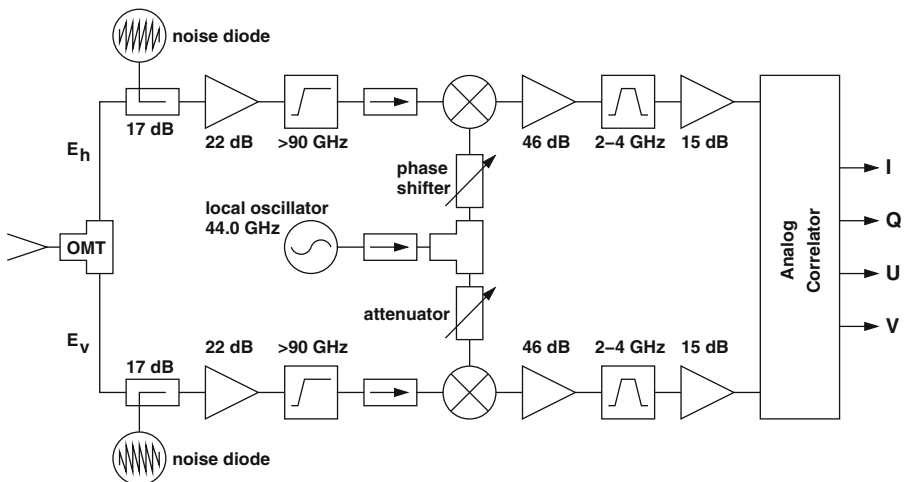 noise diode
17 dB
22 dB
>90 GHz
46 dB
2–4 GHz
15 dB
E_h
phase
shifter
local oscillator
44.0 GHz
OMT
Analog
Correlator
I
Q
U
V
attenuator
E_v
17 dB
22 dB
>90 GHz
46 dB
2–4 GHz
15 dB
noise diode